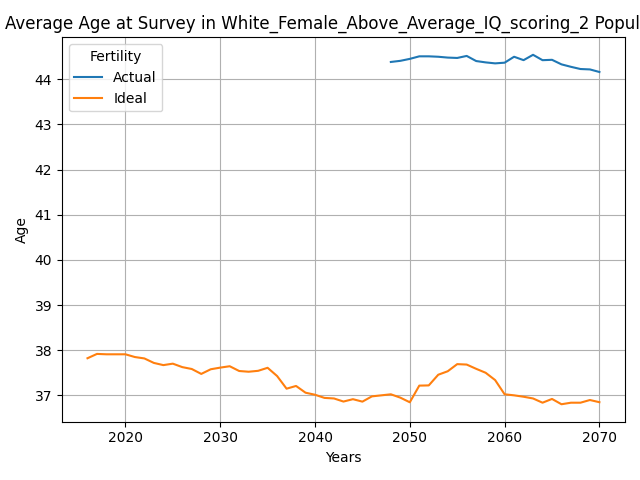 Average Age at Survey in White_Female_Above_Average_IQ_scoring_2 Popul
Fertility
Actual
Ideal
44
43
42
41
40
39
38
37
Age
2020 2030 2040 2050 2060 2070
Years